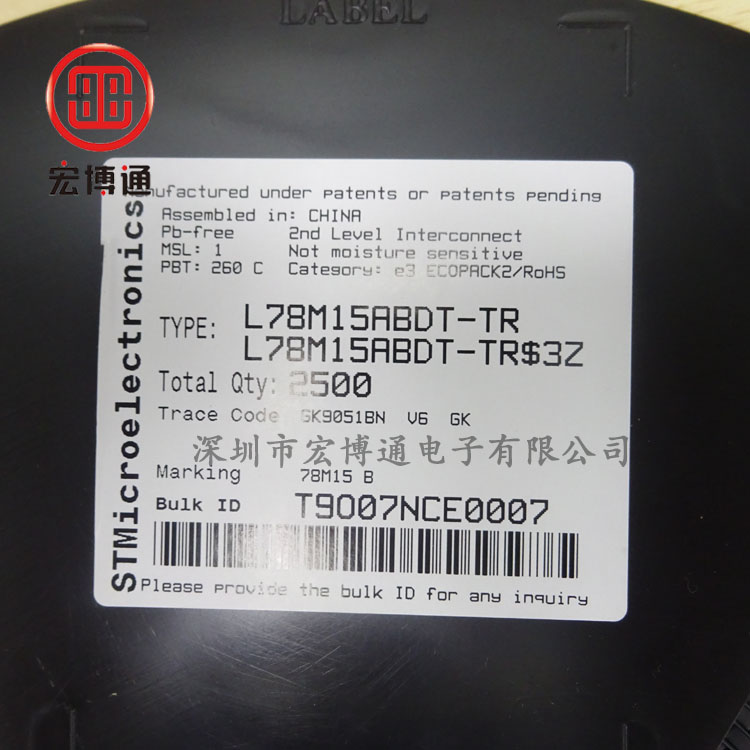 LABEL
宏博通
Manufactured under patents or patents pending
Assembled in: CHINA
Pb-free 2nd Level Interconnect
MSL: 1 Not moisture sensitive
PBT: 260 C Category: e3 ECOPACK2/RoHS
TYPE: L78M15ABDT-TR
L78M15ABDT-TR$3Z
Total Qty: 2500
Trace Code GK9051BN V6 GK
深圳市宏博通电子有限公司
Marking 78M15 B
Bulk ID T9007NCE0007
Please provide the bulk ID for any inquiry
STMicroelectronics